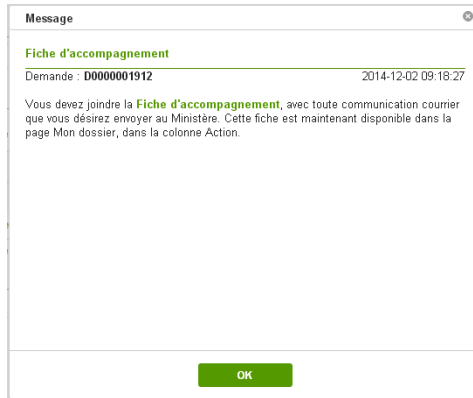 Message
Fiche d'accompagnement
Demande : D0000001912 2014-12-02 09:18:27
Vous devez joindre la Fiche d'accompagnement, avec toute communication courrier
que vous désirez envoyer au Ministère. Cette fiche est maintenant disponible dans la
page Mon dossier, dans la colonne Action.
OK